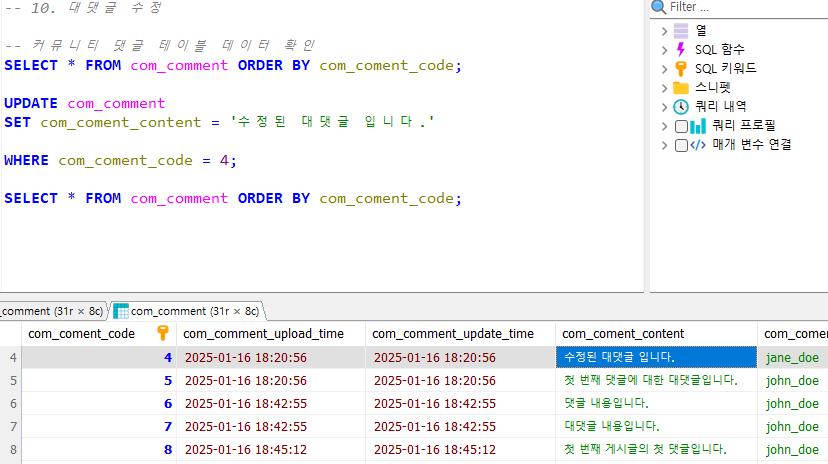 -- 10. 대댓글 수정
-- 커뮤니티 댓글 테이블 데이터 확인
SELECT * FROM com_comment ORDER BY com_coment_code;
UPDATE com_comment
SET com_coment_content = '수정된 대댓글 입니다.'
WHERE com_coment_code = 4;
SELECT * FROM com_comment ORDER BY com_coment_code;
Filter ...
열
SQL 함수
SQL 키워드
스니펫
쿼리 내역
쿼리 프로필
매개 변수 연결
_comment (31r × 8c) com_comment (31r × 8c)
com_coment_code com_comment_upload_time com_comment_update_time com_coment_content com_comen
4 4 2025-01-16 18:20:56 2025-01-16 18:20:56 수정된 대댓글 입니다. jane_doe
5 5 2025-01-16 18:20:56 2025-01-16 18:20:56 첫 번째 댓글에 대한 대댓글입니다. john_doe
6 6 2025-01-16 18:42:55 2025-01-16 18:42:55 댓글 내용입니다. john_doe
7 7 2025-01-16 18:42:55 2025-01-16 18:42:55 대댓글 내용입니다. john_doe
8 8 2025-01-16 18:45:12 2025-01-16 18:45:12 첫 번째 게시글의 첫 댓글입니다. john_doe